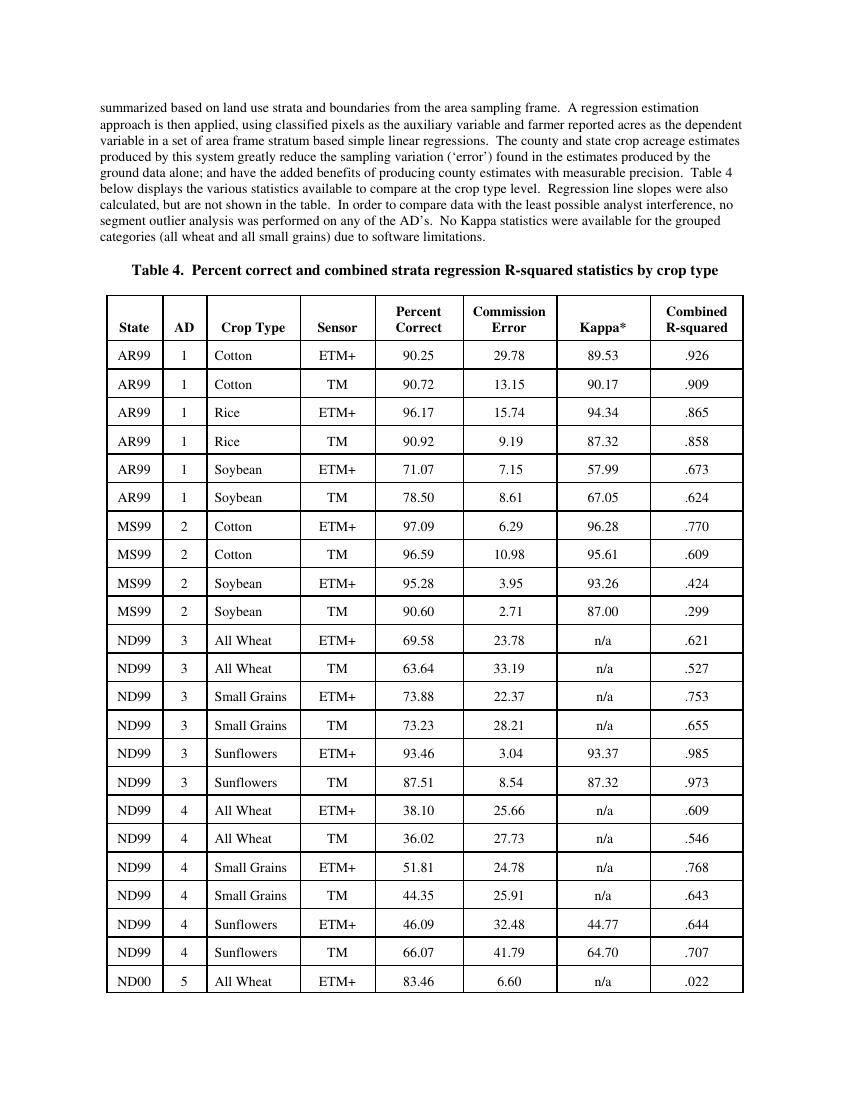 summarized based on land use strata and boundaries from the area sampling frame.  A regression estimation
approach is then applied, using classified pixels as the auxiliary variable and farmer reported acres as the dependent
variable in a set of area frame stratum based simple linear regressions.  The county and state crop acreage estimates
produced by this system greatly reduce the sampling variation (‘error’) found in the estimates produced by the
ground data alone; and have the added benefits of producing county estimates with measurable precision.  Table 4
below displays the various statistics available to compare at the crop type level.  Regression line slopes were also
calculated, but are not shown in the table.  In order to compare data with the least possible analyst interference, no
segment outlier analysis was performed on any of the AD’s.  No Kappa statistics were available for the grouped
categories (all wheat and all small grains) due to software limitations.
Table 4.  Percent correct and combined strata regression R-squared statistics by crop type
State AD Crop Type Sensor Percent Correct Commission Error Kappa* Combined R-squared
AR99 1 Cotton ETM+ 90.25 29.78 89.53 .926
AR99 1 Cotton TM 90.72 13.15 90.17 .909
AR99 1 Rice ETM+ 96.17 15.74 94.34 .865
AR99 1 Rice TM 90.92 9.19 87.32 .858
AR99 1 Soybean ETM+ 71.07 7.15 57.99 .673
AR99 1 Soybean TM 78.50 8.61 67.05 .624
MS99 2 Cotton ETM+ 97.09 6.29 96.28 .770
MS99 2 Cotton TM 96.59 10.98 95.61 .609
MS99 2 Soybean ETM+ 95.28 3.95 93.26 .424
MS99 2 Soybean TM 90.60 2.71 87.00 .299
ND99 3 All Wheat ETM+ 69.58 23.78 n/a .621
ND99 3 All Wheat TM 63.64 33.19 n/a .527
ND99 3 Small Grains ETM+ 73.88 22.37 n/a .753
ND99 3 Small Grains TM 73.23 28.21 n/a .655
ND99 3 Sunflowers ETM+ 93.46 3.04 93.37 .985
ND99 3 Sunflowers TM 87.51 8.54 87.32 .973
ND99 4 All Wheat ETM+ 38.10 25.66 n/a .609
ND99 4 All Wheat TM 36.02 27.73 n/a .546
ND99 4 Small Grains ETM+ 51.81 24.78 n/a .768
ND99 4 Small Grains TM 44.35 25.91 n/a .643
ND99 4 Sunflowers ETM+ 46.09 32.48 44.77 .644
ND99 4 Sunflowers TM 66.07 41.79 64.70 .707
ND00 5 All Wheat ETM+ 83.46 6.60 n/a .022